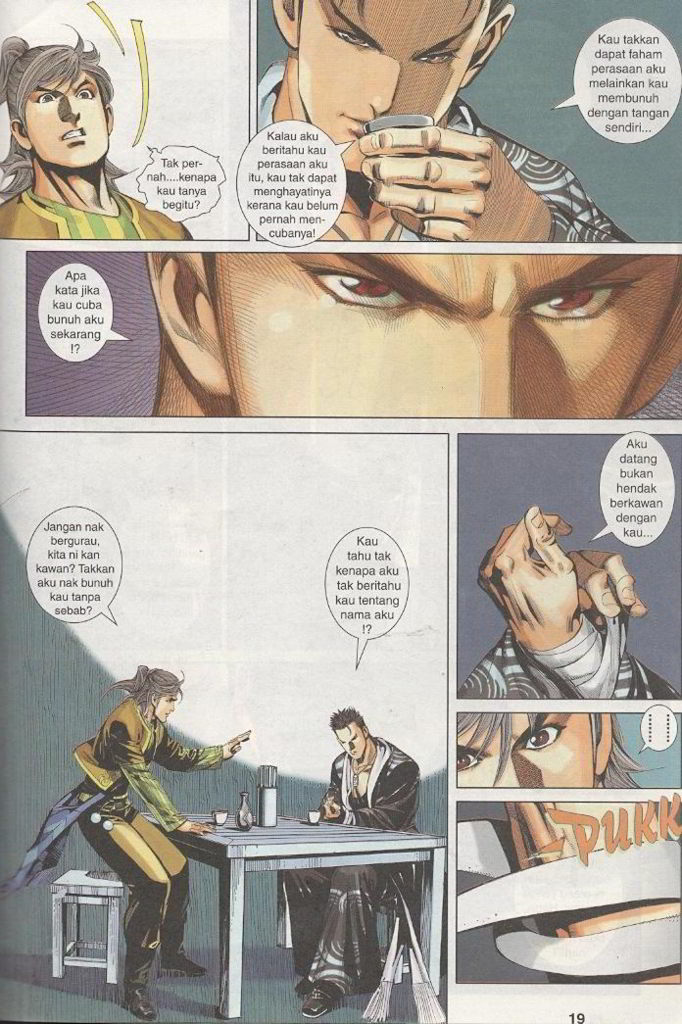 Tak per-
nah....kenapa
kau tanya
begitu?
Kau takkan
dapat faham
perasaan aku
melainkan kau
membunuh
dengan tangan
sendiri...
Kalau aku
beritahu kau
perasaan aku
itu, kau tak dapat
menghayatinya
kerana kau belum
pernah men-
cubanya!
Apa
kata jika
kau cuba
bunuh aku
sekarang
!?
Jangan nak
bergurau,
kita ni kan
kawan? Takkan
aku nak bunuh
kau tanpa
sebab?
Kau
tahu tak
kenapa aku
tak beritahu
kau tentang
nama aku
!?
Aku
datang
bukan
hendak
berkawan
dengan
kau...
PUKK
19